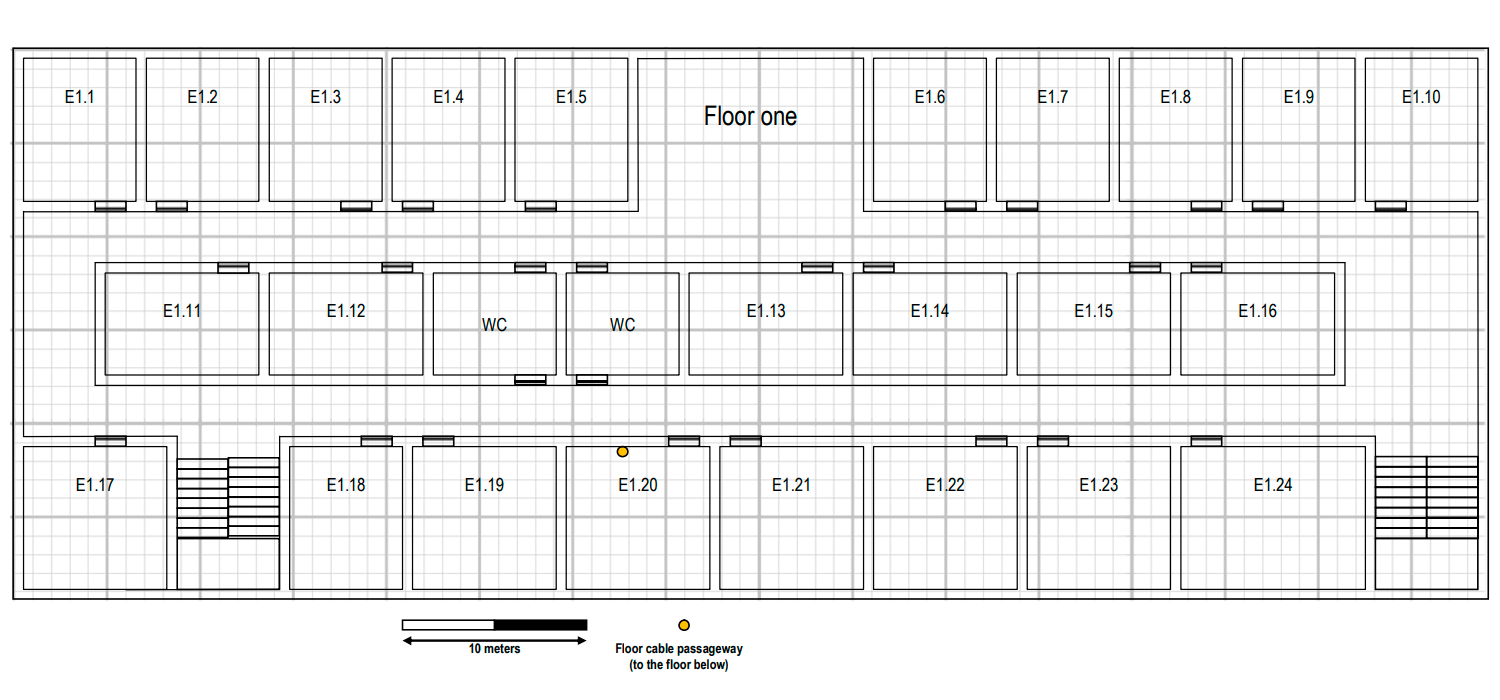 E1.1
E1.2
E1.3
E1.4
E1.5
Floor one
E1.6
E1.7
E1.8
E1.9
E1.10
E1.11
E1.12
WC
WC
E1.13
E1.14
E1.15
E1.16
E1.17
E1.18
E1.19
E1.20
E1.21
E1.22
E1.23
E1.24
10 meters
Floor cable passageway
(to the floor below)